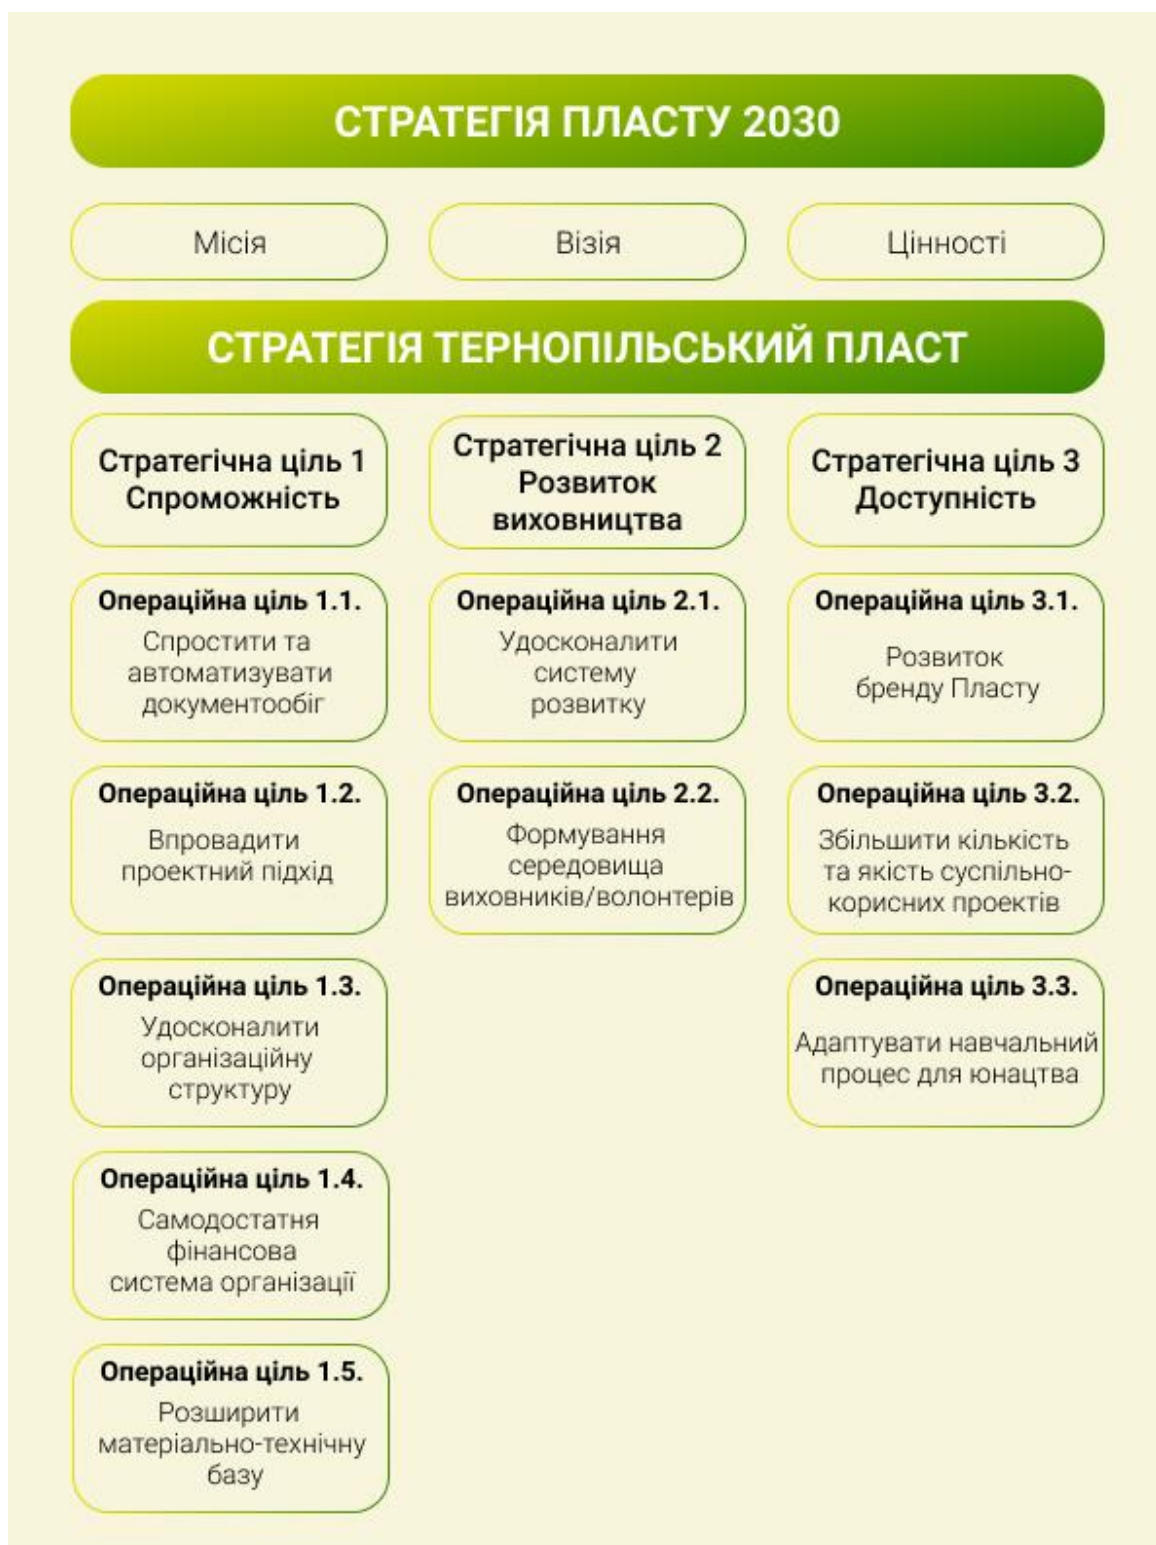 СТРАТЕГІЯ ПЛАСТУ 2030
Місія
Візія
Цінності
СТРАТЕГІЯ ТЕРНОПІЛЬСЬКИЙ ПЛАСТ
Стратегічна ціль 1
Спроможність
Стратегічна ціль 2
Розвиток
виховництва
Стратегічна ціль 3
Доступність
Операційна ціль 1.1.
Спростити та
автоматизувати
документообіг
Операційна ціль 2.1.
Удосконалити
систему
розвитку
Операційна ціль 3.1.
Розвиток
бренду Пласту
Операційна ціль 1.2.
Впровадити
проектний підхід
Операційна ціль 2.2.
Формування
середовища
виховників/волонтерів
Операційна ціль 3.2.
Збільшити кількість
та якість суспільно-
корисних проектів
Операційна ціль 1.3.
Удосконалити
організаційну
структуру
Операційна ціль 3.3.
Адаптувати навчальний
процес для юнацтва
Операційна ціль 1.4.
Самодостатня
фінансова
система організації
Операційна ціль 1.5.
Розширити
матеріально-технічну
базу